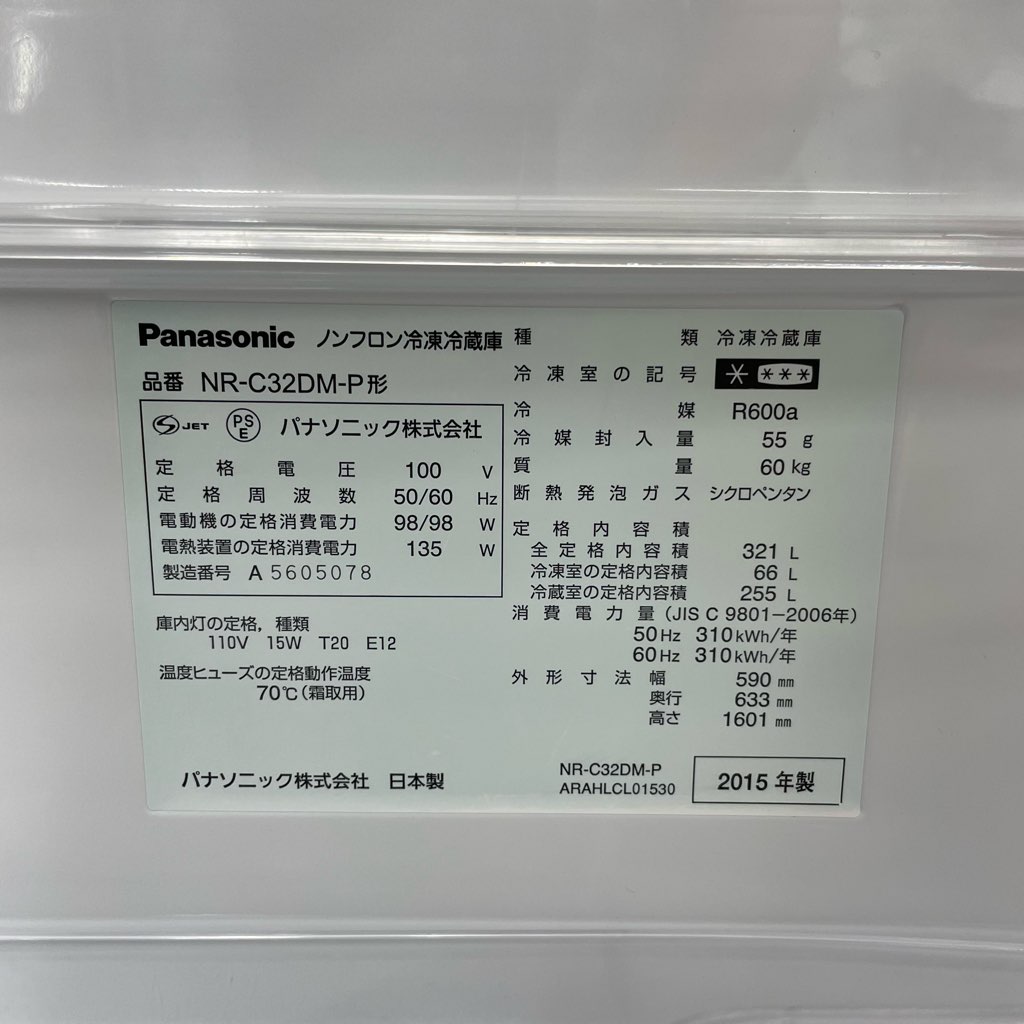 Panasonic ノンフロン冷凍冷蔵庫
品番 NR-C32DM-P形
JET PSE パナソニック株式会社
定格電圧 100 V
定格周波数 50/60 Hz
電動機の定格消費電力 98/98 W
電熱装置の定格消費電力 135 W
製造番号 A 5605078
庫内灯の定格, 種類
110V 15W T20 E12
温度ヒューズの定格動作温度
70℃(霜取用)
パナソニック株式会社 日本製
種類 冷凍冷蔵庫
冷凍室の記号 * ***
冷媒 R600a
冷媒封入量 55 g
質量 60 kg
断熱発泡ガス シクロペンタン
定格内容積
全定格内容積 321 L
冷凍室の定格内容積 66 L
冷蔵室の定格内容積 255 L
消費電力量 (JIS C 9801-2006年)
50Hz 310kWh/年
60Hz 310kWh/年
外形寸法 幅 590 mm
奥行 633 mm
高さ 1601 mm
NR-C32DM-P
ARAHLCL01530
2015年製